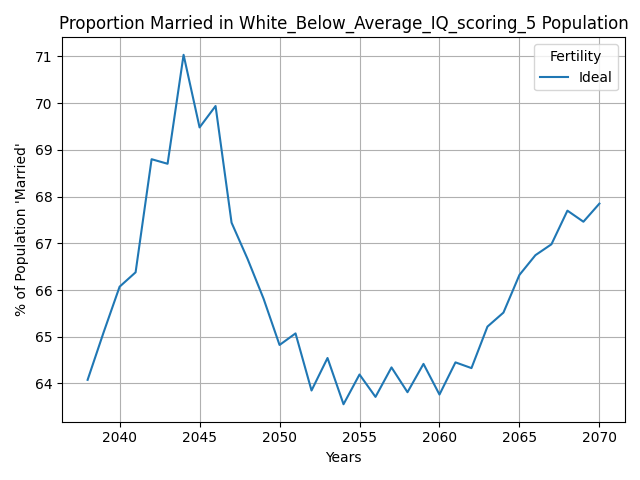 Proportion Married in White_Below_Average_IQ_scoring_5 Population
Fertility
Ideal
71
70
69
68
67
66
65
64
% of Population 'Married'
2040 2045 2050 2055 2060 2065 2070
Years